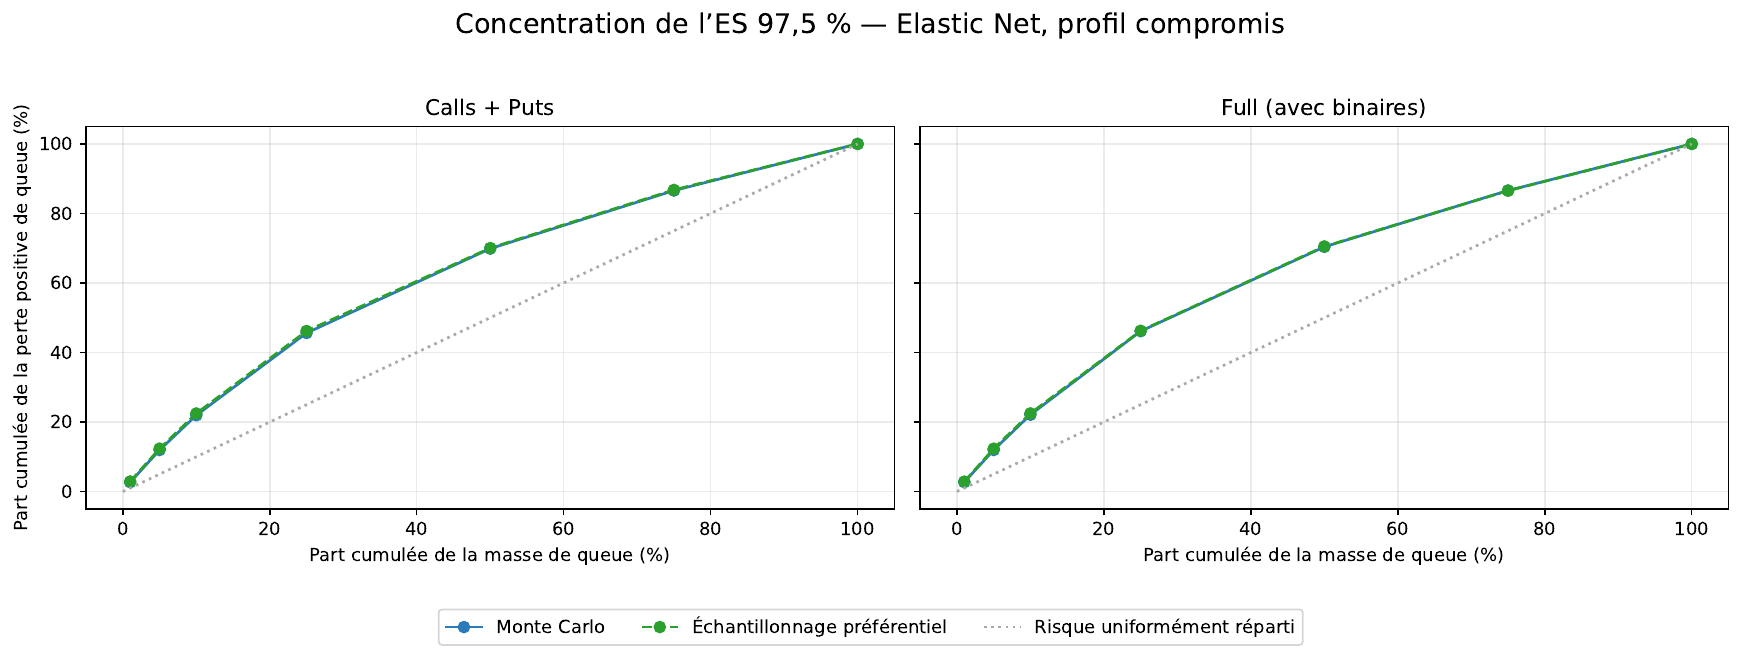 Concentration de l’ES 97,5 % — Elastic Net, profil compromis
Calls + Puts
Part cumulée de la perte positive de queue (%)
100
80
60
40
20
0
0 20 40 60 80 100
Part cumulée de la masse de queue (%)
Full (avec binaires)
0 20 40 60 80 100
Part cumulée de la masse de queue (%)
Monte Carlo Échantillonnage préférentiel Risque uniformément réparti